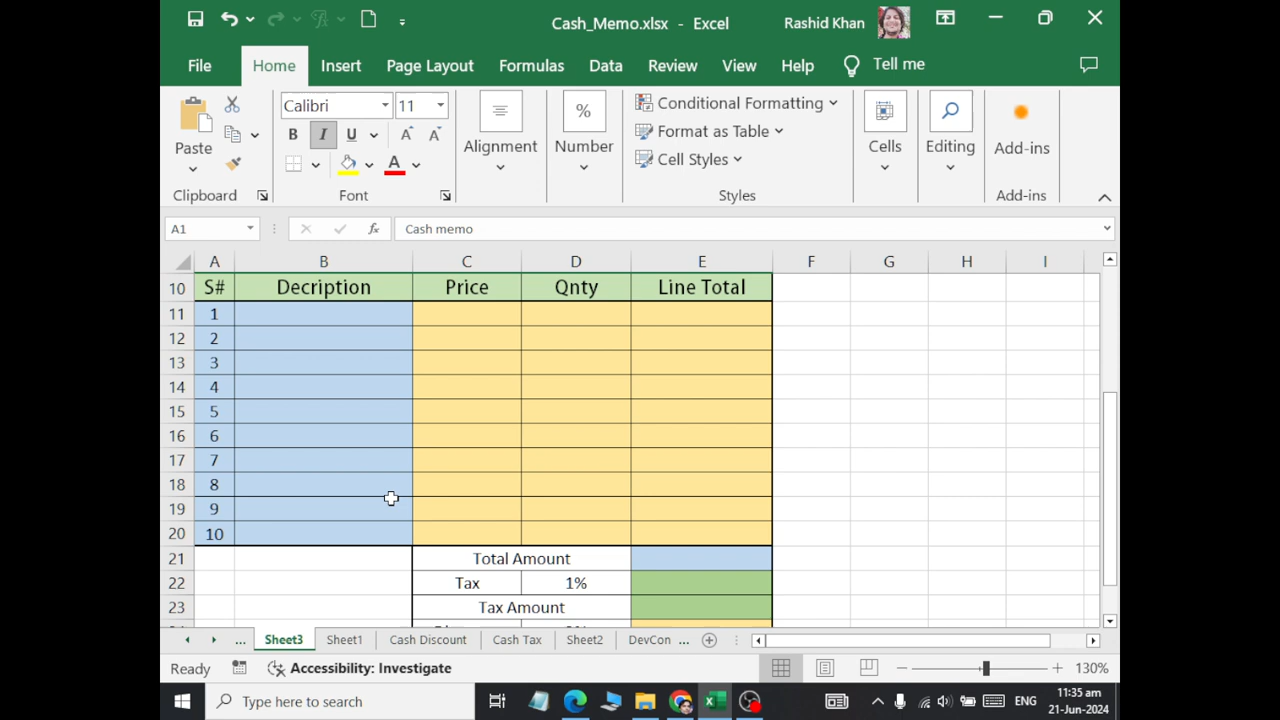 Cash_Memo.xlsx - Excel
Rashid Khan
File Home Insert Page Layout Formulas Data Review View Help Tell me
Calibri 11
Conditional Formatting
Format as Table
Cell Styles
Paste
B I U A A
A
Alignment
%
Number
Cells
Editing
Add-ins
Clipboard Font Styles Add-ins
A1 fx Cash memo
A B C D E F G H I
10 S# Decription Price Qnty Line Total
11 1
12 2
13 3
14 4
15 5
16 6
17 7
18 8
19 9
20 10
21 Total Amount
22 Tax 1%
23 Tax Amount
... Sheet3 Sheet1 Cash Discount Cash Tax Sheet2 DevCon ...
Ready Accessibility: Investigate 130%
Type here to search ENG 11:35 am
21-Jun-2024